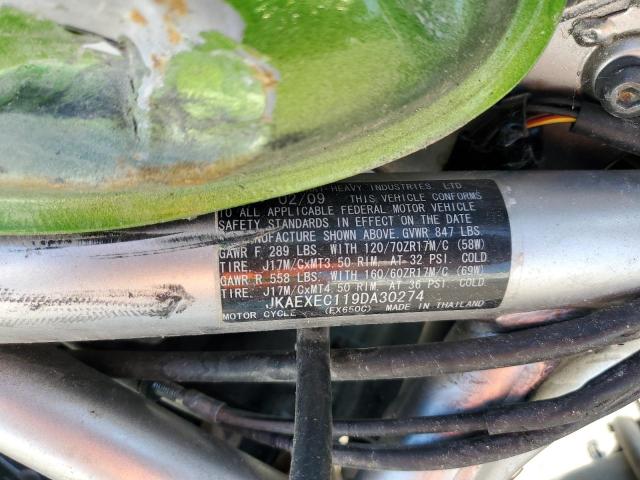 HEAVY INDUSTRIES, LTD.
02/09 THIS VEHICLE CONFORMS
TO ALL APPLICABLE FEDERAL MOTOR VEHICLE
SAFETY STANDARDS IN EFFECT ON THE DATE
OF MANUFACTURE SHOWN ABOVE GVWR 847 LBS.
GAWR F. 289 LBS. WITH 120/70ZR17M/C (58W)
TIRE. J17M/CxMT3.50 RIM. AT 32 PSI. COLD
GAWR R. 558 LBS. WITH 160/60ZR17M/C (69W)
TIRE. J17M/CxMT4.50 RIM. AT 36 PSI. COLD.
JKAEXEC119DA30274
MOTOR CYCLE (EX650C) MADE IN THAILAND